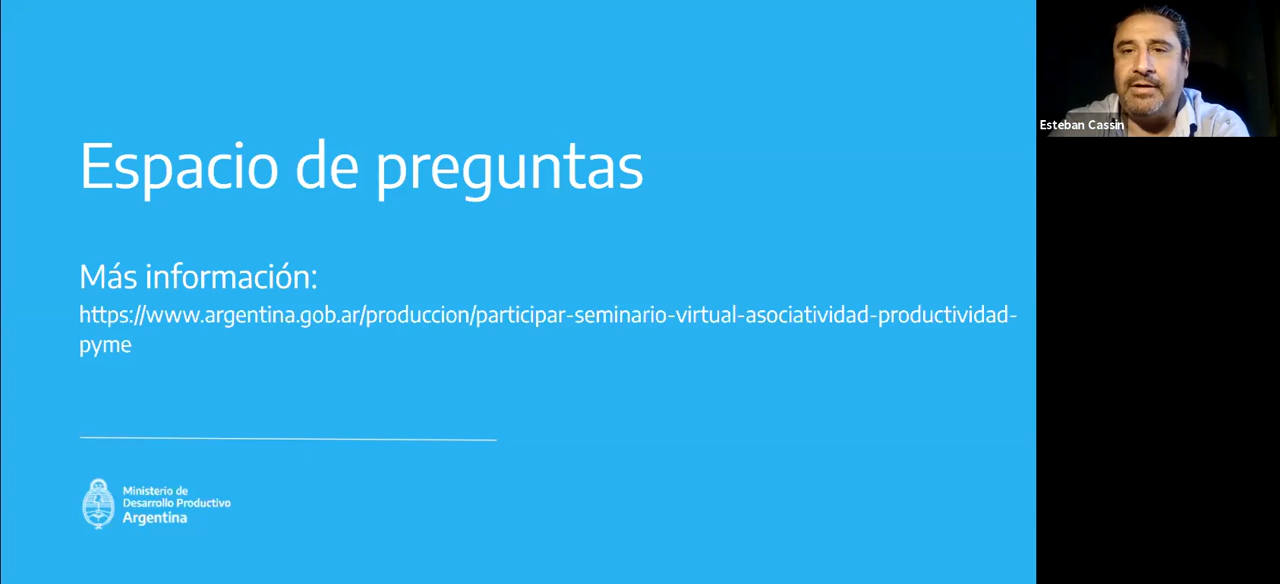 Espacio de preguntas
Más información:
https://www.argentina.gob.ar/produccion/participar-seminario-virtual-asociatividad-productividad-
pyme
Ministerio de
Desarrollo Productivo
Argentina
Esteban Cassin